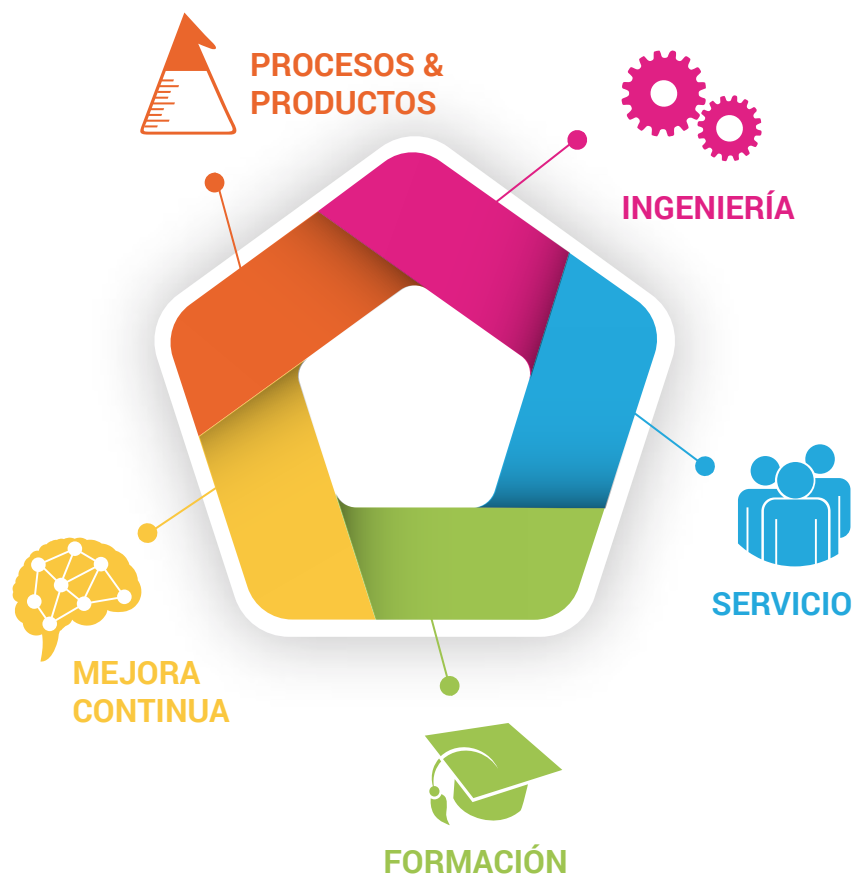 PROCESOS &
PRODUCTOS
INGENIERÍA
SERVICIO
MEJORA
CONTINUA
FORMACIÓN